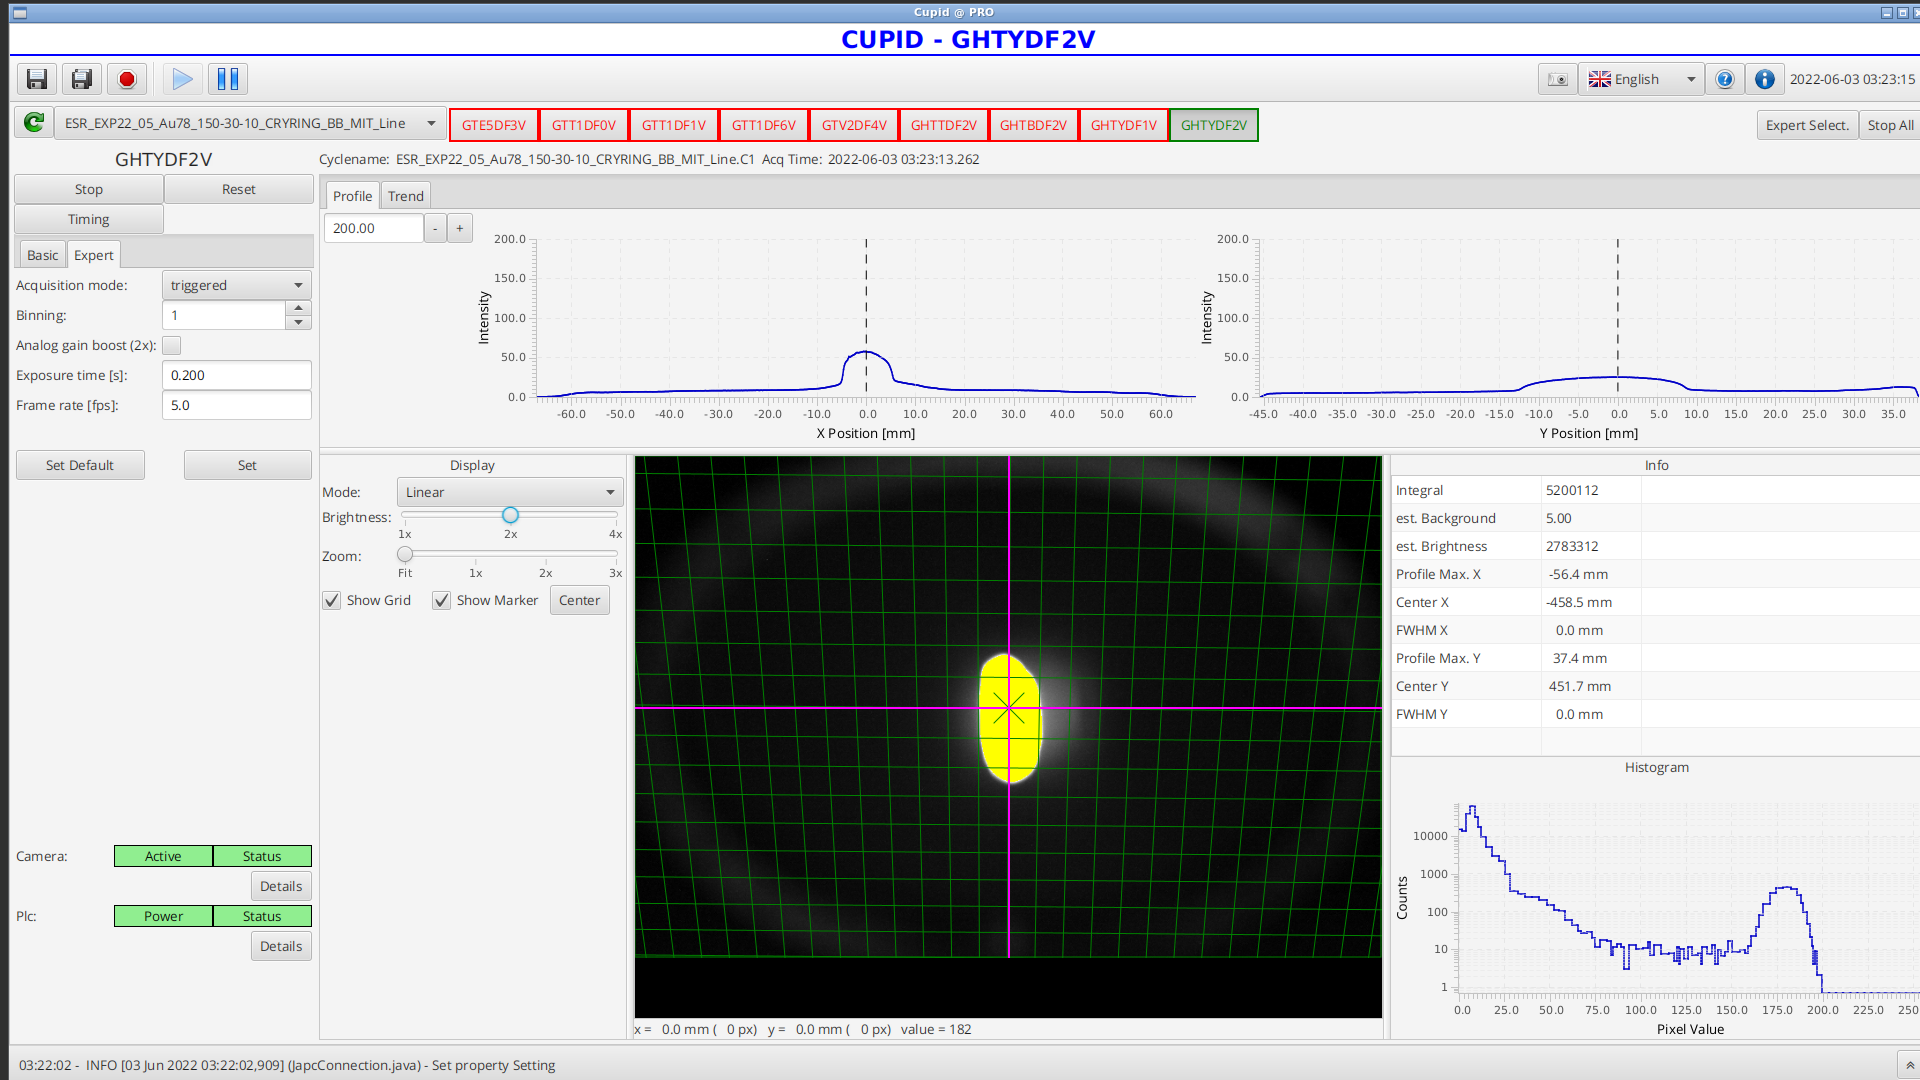 Cupid @ PRO
CUPID - GHTYDF2V
English
2022-06-03 03:23:15
ESR_EXP22_05_Au78_150-30-10_CRYRING_BB_MIT_Line
GTE5DF3V GTT1DF0V GTT1DF1V GTT1DF6V GTV2DF4V GHTTDF2V GHTBDF2V GHTYDF1V GHTYDF2V
Expert Select. Stop All
GHTYDF2V
Cyclename: ESR_EXP22_05_Au78_150-30-10_CRYRING_BB_MIT_Line.C1 Acq Time: 2022-06-03 03:23:13.262
Stop Reset
Timing
Basic Expert
Acquisition mode: triggered
Binning: 1
Analog gain boost (2x):
Exposure time [s]: 0.200
Frame rate [fps]: 5.0
Set Default Set
Camera: Active Status
Details
Plc: Power Status
Details
Profile Trend
200.00 - +
Intensity
200.0
150.0
100.0
50.0
0.0
-60.0 -50.0 -40.0 -30.0 -20.0 -10.0 0.0 10.0 20.0 30.0 40.0 50.0 60.0
X Position [mm]
Intensity
200.0
150.0
100.0
50.0
0.0
-45.0 -40.0 -35.0 -30.0 -25.0 -20.0 -15.0 -10.0 -5.0 0.0 5.0 10.0 15.0 20.0 25.0 30.0 35.0
Y Position [mm]
Display
Mode: Linear
Brightness:
1x 2x 4x
Zoom:
Fit 1x 2x 3x
Show Grid Show Marker Center
x = 0.0 mm ( 0 px) y = 0.0 mm ( 0 px) value = 182
Info
Integral 5200112
est. Background 5.00
est. Brightness 2783312
Profile Max. X -56.4 mm
Center X -458.5 mm
FWHM X 0.0 mm
Profile Max. Y 37.4 mm
Center Y 451.7 mm
FWHM Y 0.0 mm
Histogram
Counts
10000
1000
100
10
1
0.0 25.0 50.0 75.0 100.0 125.0 150.0 175.0 200.0 225.0 250
Pixel Value
03:22:02 - INFO [03 Jun 2022 03:22:02,909] (JapcConnection.java) - Set property Setting